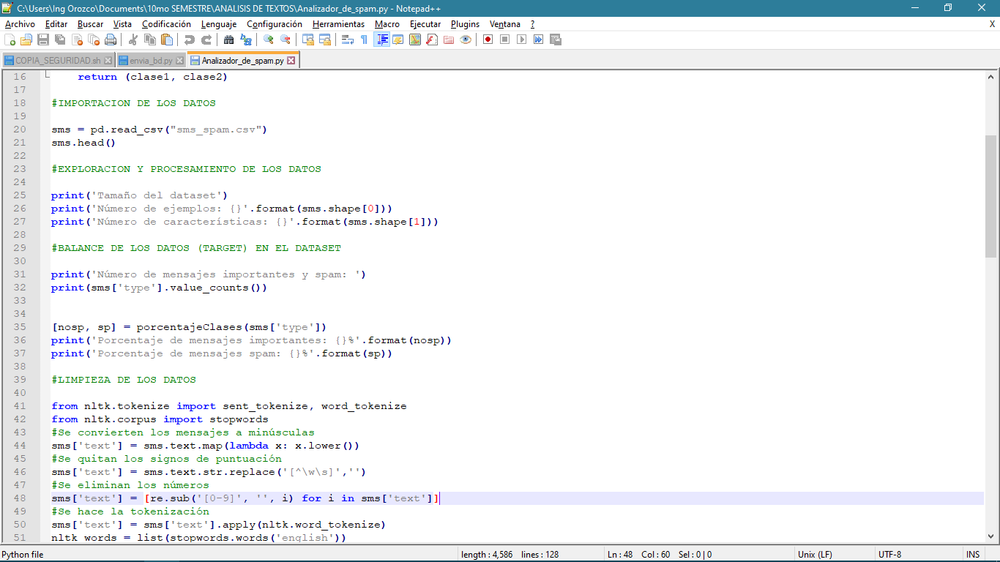 C:\Users\Ing Orozco\Documents\10mo SEMESTRE\ANALISIS DE TEXTOS\Analizador_de_spam.py - Notepad++
Archivo Editar Buscar Vista Codificación Lenguaje Configuración Herramientas Macro Ejecutar Plugins Ventana ? X
COPIA_SEGURIDAD.sh envia_bd.py Analizador_de_spam.py
16 return (clase1, clase2)
17
18 #IMPORTACION DE LOS DATOS
19
20 sms = pd.read_csv("sms_spam.csv")
21 sms.head()
22
23 #EXPLORACION Y PROCESAMIENTO DE LOS DATOS
24
25 print('Tamaño del dataset')
26 print('Número de ejemplos: {}'.format(sms.shape[0]))
27 print('Número de características: {}'.format(sms.shape[1]))
28
29 #BALANCE DE LOS DATOS (TARGET) EN EL DATASET
30
31 print('Número de mensajes importantes y spam: ')
32 print(sms['type'].value_counts())
33
34
35 [nosp, sp] = porcentajeClases(sms['type'])
36 print('Porcentaje de mensajes importantes: {}%'.format(nosp))
37 print('Porcentaje de mensajes spam: {}%'.format(sp))
38
39 #LIMPIEZA DE LOS DATOS
40
41 from nltk.tokenize import sent_tokenize, word_tokenize
42 from nltk.corpus import stopwords
43 #Se convierten los mensajes a minúsculas
44 sms['text'] = sms.text.map(lambda x: x.lower())
45 #Se quitan los signos de puntuación
46 sms['text'] = sms.text.str.replace('[^\w\s]','')
47 #Se eliminan los números
48 sms['text'] = [re.sub('[0-9]', '', i) for i in sms['text']]
49 #Se hace la tokenización
50 sms['text'] = sms['text'].apply(nltk.word_tokenize)
51 nltk_words = list(stopwords.words('english'))
Python file length : 4,586 lines : 128 Ln : 48 Col : 60 Sel : 0 | 0 Unix (LF) UTF-8 INS